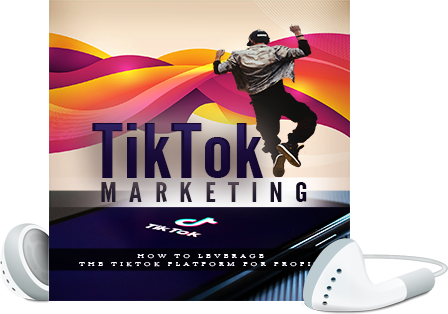 TikTok
MARKETING
TIKTOK
HOW TO LEVERAGE
THE TIKTOK PLATFORM FOR